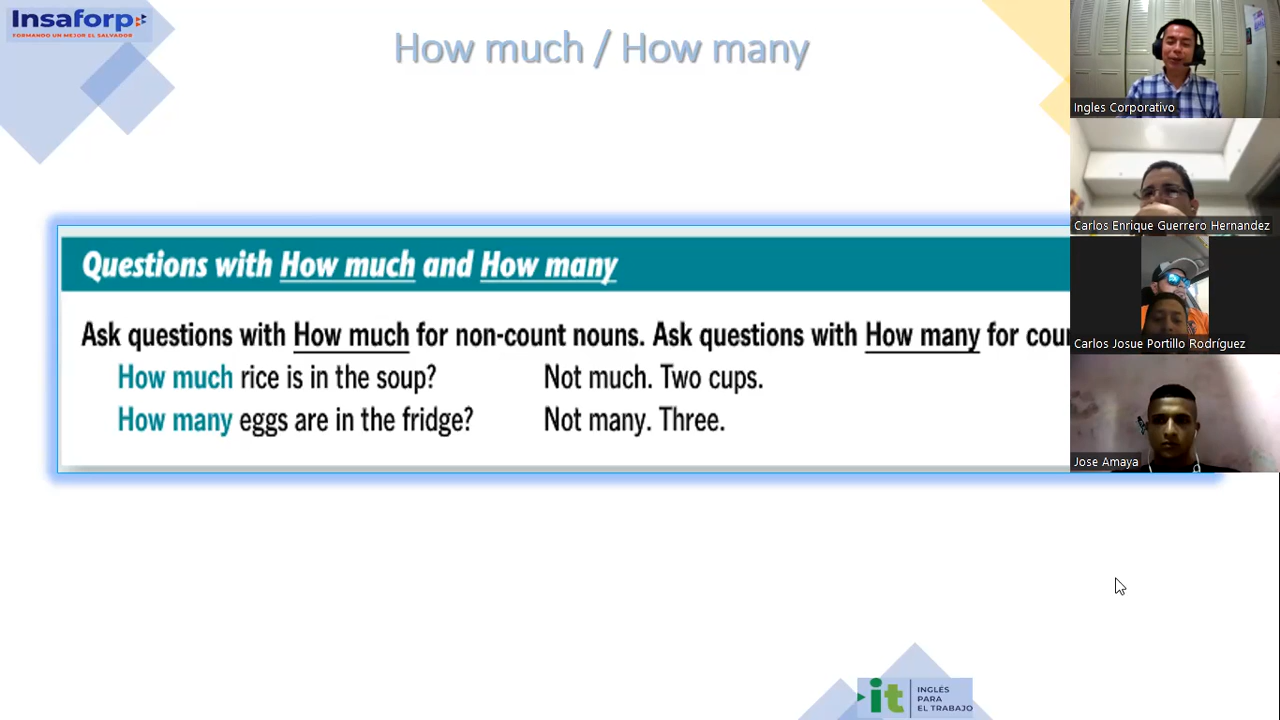 Insaforp
FORMANDO UN MEJOR EL SALVADOR
How much / How many
Ingles Corporativo
Carlos Enrique Guerrero Hernandez
Carlos Josue Portillo Rodríguez
Jose Amaya
Questions with How much and How many
Ask questions with How much for non-count nouns. Ask questions with How many for
How much rice is in the soup? Not much. Two cups.
How many eggs are in the fridge? Not many. Three.
it INGLÉS
PARA
EL TRABAJO